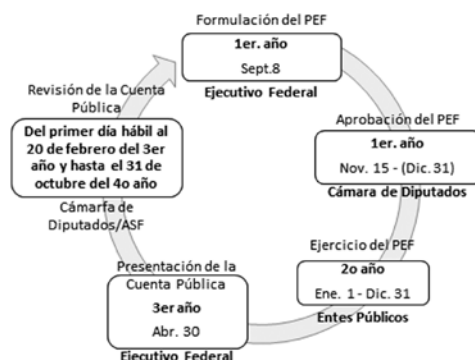 Formulación del PEF
1er. año
Sept.8
Ejecutivo Federal
Aprobación del PEF
1er. año
Nov. 15 - (Dic. 31)
Cámara de Diputados
Ejercicio del PEF
2o año
Ene. 1 - Dic. 31
Entes Públicos
Presentación de la
Cuenta Pública
3er año
Abr. 30
Ejecutivo Federal
Revisión de la Cuenta
Pública
Del primer día hábil al
20 de febrero del 3er
año y hasta el 31 de
octubre del 4o año
Cámarfa de
Diputados/ASF